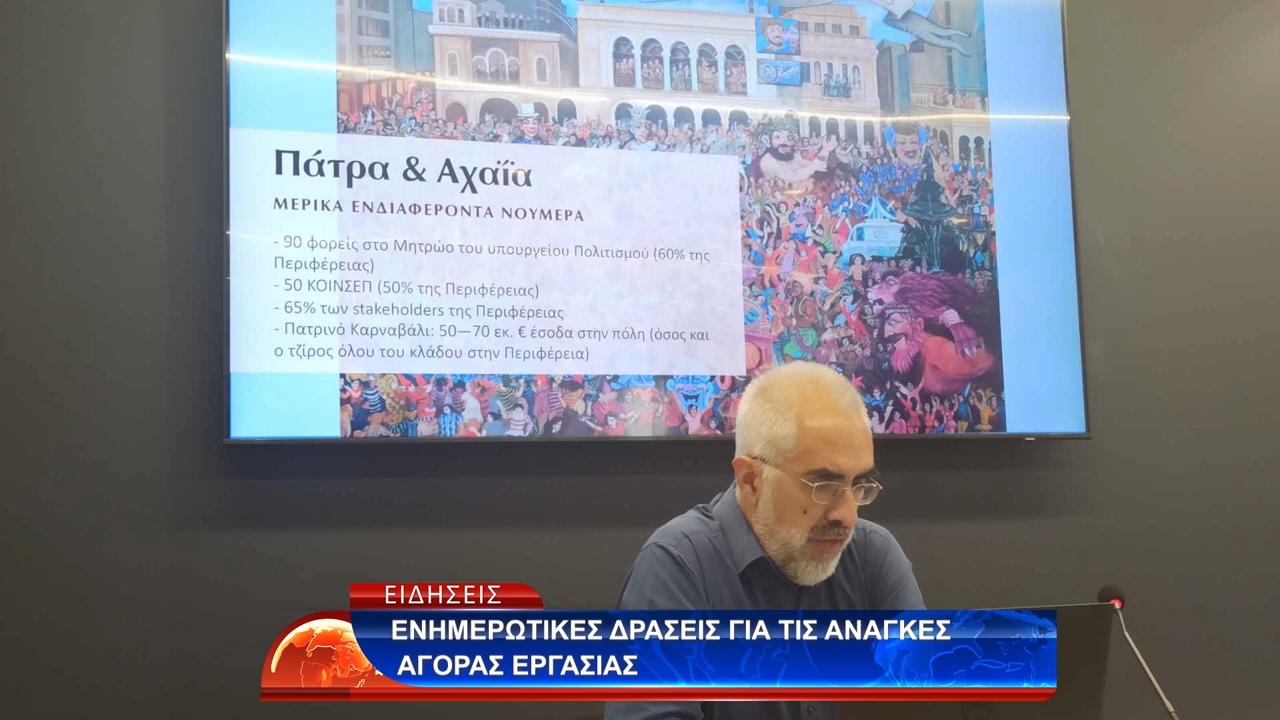 Πάτρα & Αχαΐα
ΜΕΡΙΚΑ ΕΝΔΙΑΦΕΡΟΝΤΑ ΝΟΥΜΕΡΑ
- 90 φορείς στο Μητρώο του υπουργείου Πολιτισμού (60% της
Περιφέρειας)
- 50 ΚΟΙΝΣΕΠ (50% της Περιφέρειας)
- 65% των stakeholders της Περιφέρειας
- Πατρινό Καρναβάλι: 50—70 εκ. € έσοδα στην πόλη (όσος και
ο τζίρος όλου του κλάδου στην Περιφέρεια)
ΕΙΔΗΣΕΙΣ
ΕΝΗΜΕΡΩΤΙΚΕΣ ΔΡΑΣΕΙΣ ΓΙΑ ΤΙΣ ΑΝΑΓΚΕΣ
ΑΓΟΡΑΣ ΕΡΓΑΣΙΑΣ